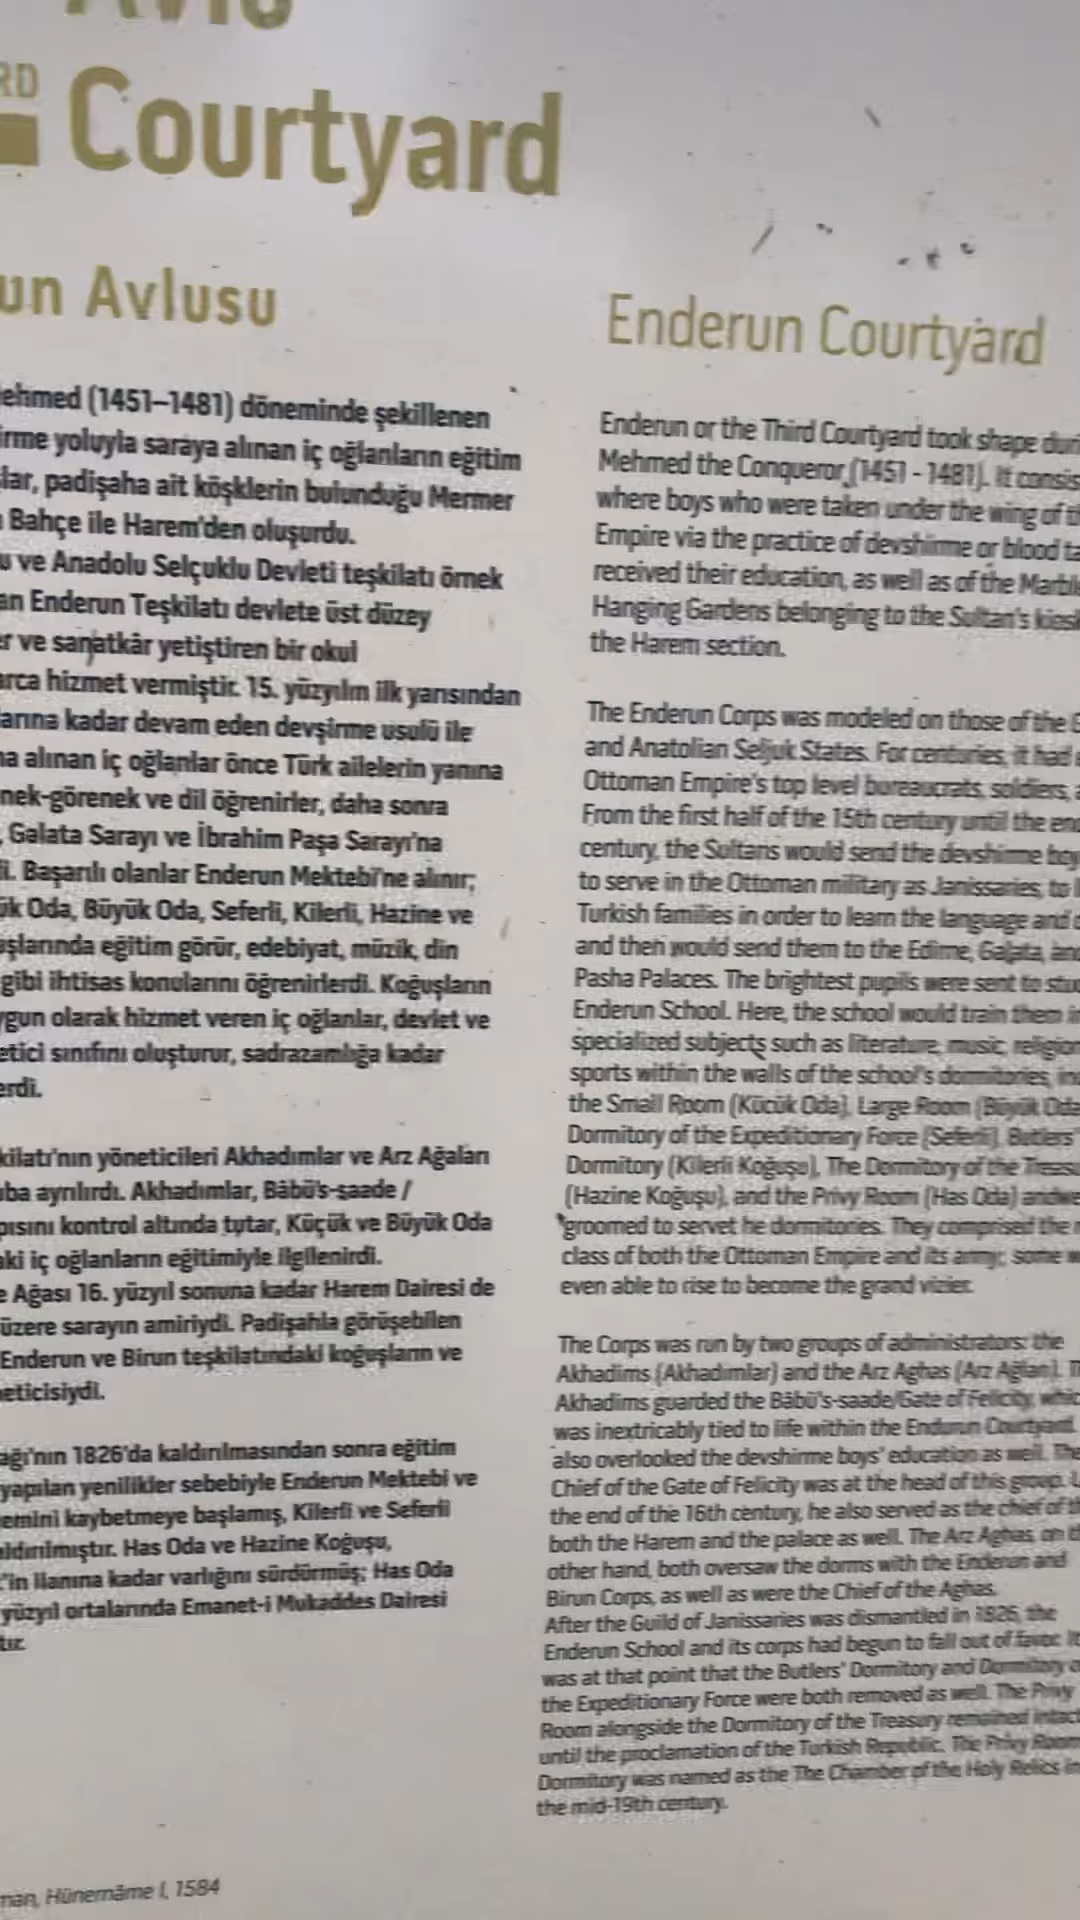 Courtyard
RD
un Avlusu
ehmed (1451–1481) döneminde şekillenen
irme yoluyla saraya alınan iç oğlanların eğitim
lar, padişaha ait köşklerin bulunduğu Mermer
Bahçe ile Harem'den oluşurdu.
u ve Anadolu Selçuklu Devleti teşkilatı örnek
an Enderun Teşkilatı devlete üst düzey
er ve sanatkâr yetiştiren bir okul
arca hizmet vermiştir. 15. yüzyılın ilk yarısından
larına kadar devam eden devşirme usulü ile
na alınan iç oğlanlar önce Türk ailelerin yanına
nek-görenek ve dil öğrenirler, daha sonra
, Galata Sarayı ve İbrahim Paşa Sarayı'na
i. Başarılı olanlar Enderun Mektebi'ne alınır;
ük Oda, Büyük Oda, Seferli, Kilerli, Hazine ve
şlarında eğitim görür, edebiyat, müzik, din
gibi ihtisas konularını öğrenirlerdi. Koğuşların
ygun olarak hizmet veren iç oğlanlar, devlet ve
etici sınıfını oluşturur, sadrazamlığa kadar
erdi.
kilatı'nın yöneticileri Akhadımlar ve Arz Ağaları
uba ayrılırdı. Akhadımlar, Bâbü's-saade /
pısını kontrol altında tutar, Küçük ve Büyük Oda
aki iç oğlanların eğitimiyle ilgilenirdi.
e Ağası 16. yüzyıl sonuna kadar Harem Dairesi de
üzere sarayın amiriydi. Padişahla görüşebilen
Enderun ve Birun teşkilatındaki koğuşların ve
neticisiydi.
ağı'nın 1826'da kaldırılmasından sonra eğitim
yapılan yenilikler sebebiyle Enderun Mektebi ve
emini kaybetmeye başlamış, Kilerli ve Seferli
aldırılmıştır. Has Oda ve Hazine Koğuşu,
'in ilanına kadar varlığını sürdürmüş; Has Oda
yüzyıl ortalarında Emanet-i Mukaddes Dairesi
tır.
man, Hünernâme I, 1584
Enderun Courtyard
Enderun or the Third Courtyard took shape duri
Mehmed the Conqueror (1451 - 1481). It consis
where boys who were taken under the wing of th
Empire via the practice of devshirme or blood ta
received their education, as well as of the Marble
Hanging Gardens belonging to the Sultan's kiosk
the Harem section.
The Enderun Corps was modeled on those of the
and Anatolian Seljuk States. For centuries, it had
Ottoman Empire's top level bureaucrats, soldiers, a
From the first half of the 15th century until the end
century, the Sultans would send the devshirme boy
to serve in the Ottoman military as Janissaries, to
Turkish families in order to learn the language and
and then would send them to the Edirne, Galata, and
Pasha Palaces. The brightest pupils were sent to stu
Enderun School. Here, the school would train them in
specialized subjects such as literature, music, religion
sports within the walls of the school's dormitories, inc
the Small Room (Kücük Oda), Large Room (Büyük Oda
Dormitory of the Expeditionary Force (Seferli), Butlers'
Dormitory (Kilerli Koğuşu), The Dormitory of the Treasu
(Hazine Koğuşu), and the Privy Room (Has Oda) andwe
groomed to servet he dormitories. They comprised the
class of both the Ottoman Empire and its army; some w
even able to rise to become the grand vizier.
The Corps was run by two groups of administrators: the
Akhadims (Akhadımlar) and the Arz Aghas (Arz Ağları). T
Akhadims guarded the Bâbü's-saade/Gate of Felicity, whic
was inextricably tied to life within the Endurun Courtyard.
also overlooked the devshirme boys' education as well. The
Chief of the Gate of Felicity was at the head of this group. U
the end of the 16th century, he also served as the chief of th
both the Harem and the palace as well. The Arz Aghas, on th
other hand, both oversaw the dorms with the Enderun and
Birun Corps, as well as were the Chief of the Aghas.
After the Guild of Janissaries was dismantled in 1826, the
Enderun School and its corps had begun to fall out of favor. It
was at that point that the Butlers' Dormitory and Dormitory o
the Expeditionary Force were both removed as well. The Privy
Room alongside the Dormitory of the Treasury remained intact
until the proclamation of the Turkish Republic. The Privy Room
Dormitory was named as the The Chamber of the Holy Relics in
the mid-19th century.